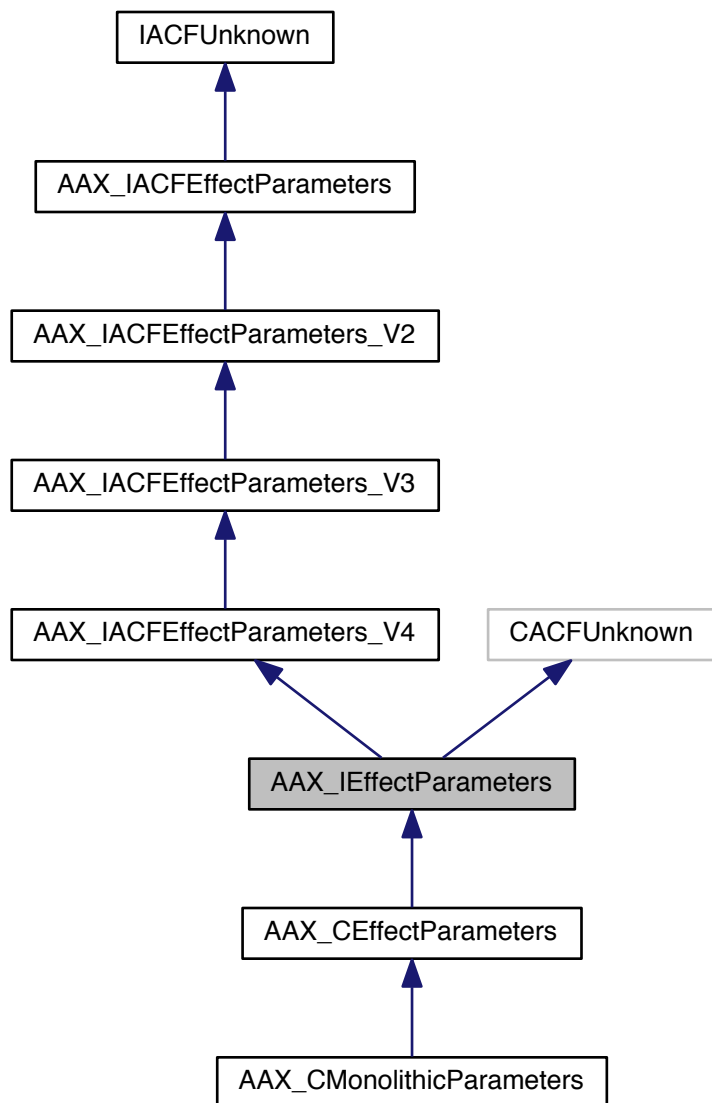 IACFUnknown
AAX_IACFEffectParameters
AAX_IACFEffectParameters_V2
AAX_IACFEffectParameters_V3
AAX_IACFEffectParameters_V4
CACFUnknown
AAX_IEffectParameters
AAX_CEffectParameters
AAX_CMonolithicParameters